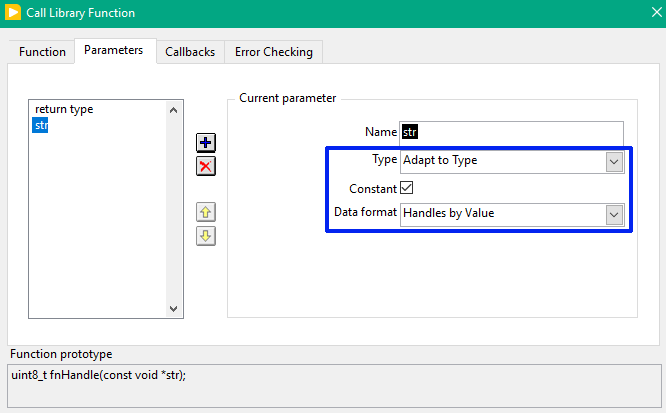 Call Library Function
Function
Parameters
Callbacks
Error Checking
return type
str
Current parameter
Name str
Type Adapt to Type
Constant
Data format Handles by Value
Function prototype
uint8_t fnHandle(const void *str);